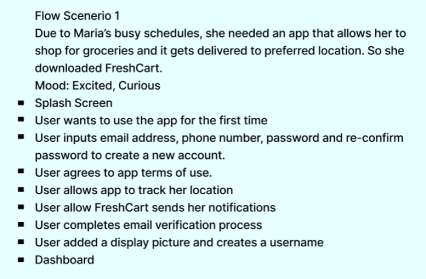 Flow Scenerio 1
Due to Maria's busy schedules, she needed an app that allows her to
shop for groceries and it gets delivered to preferred location. So she
downloaded FreshCart.
Mood: Excited, Curious
▪ Splash Screen
▪ User wants to use the app for the first time
▪ User inputs email address, phone number, password and re-confirm
password to create a new account.
▪ User agrees to app terms of use.
▪ User allows app to track her location
▪ User allow FreshCart sends her notifications
▪ User completes email verification process
▪ User added a display picture and creates a username
▪ Dashboard